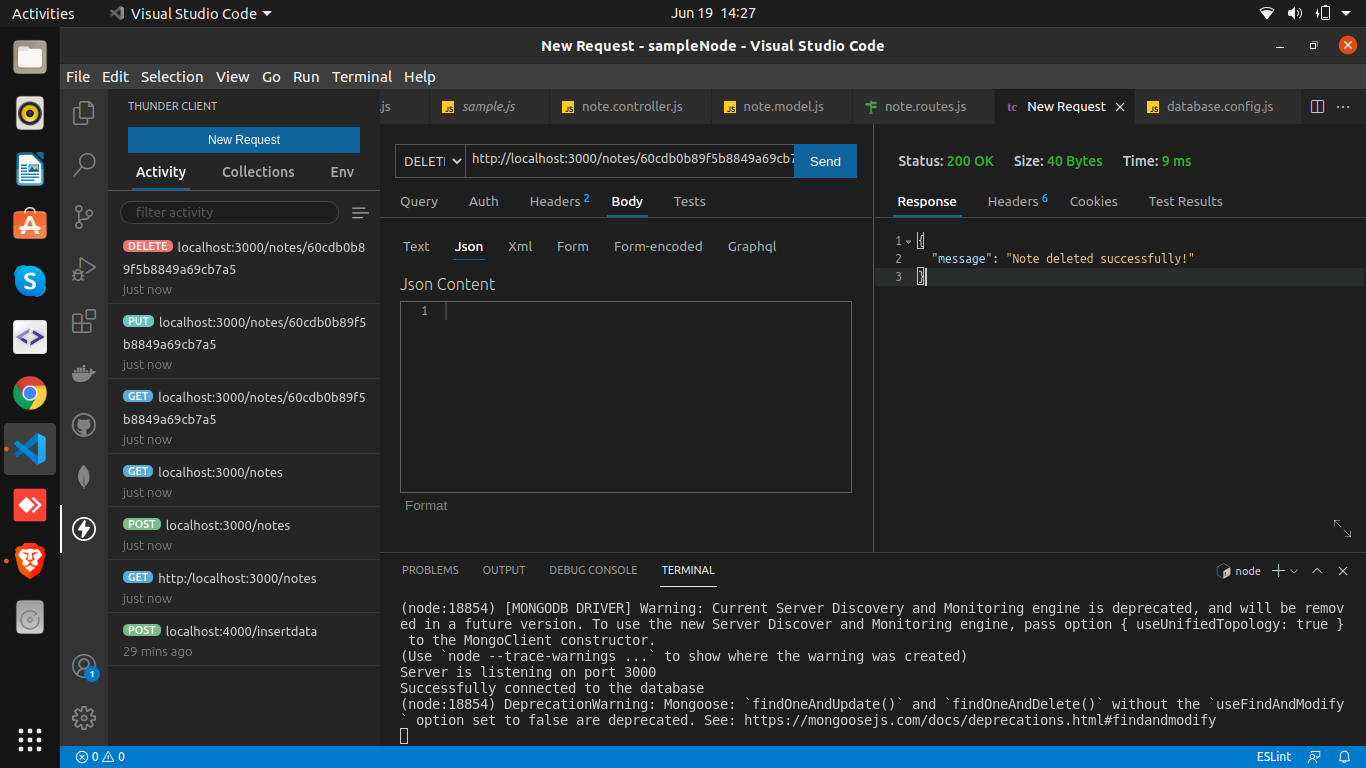 Activities
Visual Studio Code
Jun 19 14:27
New Request - sampleNode - Visual Studio Code
File Edit Selection View Go Run Terminal Help
THUNDER CLIENT
New Request
Activity Collections Env
filter activity
DELETE localhost:3000/notes/60cdb0b8
9f5b8849a69cb7a5
just now
PUT localhost:3000/notes/60cdb0b89f5
b8849a69cb7a5
just now
GET localhost:3000/notes/60cdb0b89f5
b8849a69cb7a5
just now
GET localhost:3000/notes
just now
POST localhost:3000/notes
just now
GET http:/localhost:3000/notes
just now
POST localhost:4000/insertdata
29 mins ago
1
.js
JS sample.js
JS note.controller.js
JS note.model.js
note.routes.js
tc New Request
JS database.config.js
DELETE http://localhost:3000/notes/60cdb0b89f5b8849a69cb7 Send
Query Auth Headers 2 Body Tests
Text Json Xml Form Form-encoded Graphql
Json Content
1
Format
Status: 200 OK Size: 40 Bytes Time: 9 ms
Response Headers 6 Cookies Test Results
1 {
2 "message": "Note deleted successfully!"
3 }
PROBLEMS OUTPUT DEBUG CONSOLE TERMINAL
node
(node:18854) [MONGODB DRIVER] Warning: Current Server Discovery and Monitoring engine is deprecated, and will be remov
ed in a future version. To use the new Server Discover and Monitoring engine, pass option { useUnifiedTopology: true }
to the MongoClient constructor.
(Use `node --trace-warnings ...` to show where the warning was created)
Server is listening on port 3000
Successfully connected to the database
(node:18854) DeprecationWarning: Mongoose: `findOneAndUpdate()` and `findOneAndDelete()` without the `useFindAndModify
` option set to false are deprecated. See: https://mongoosejs.com/docs/deprecations.html#findandmodify
0 0
ESLint